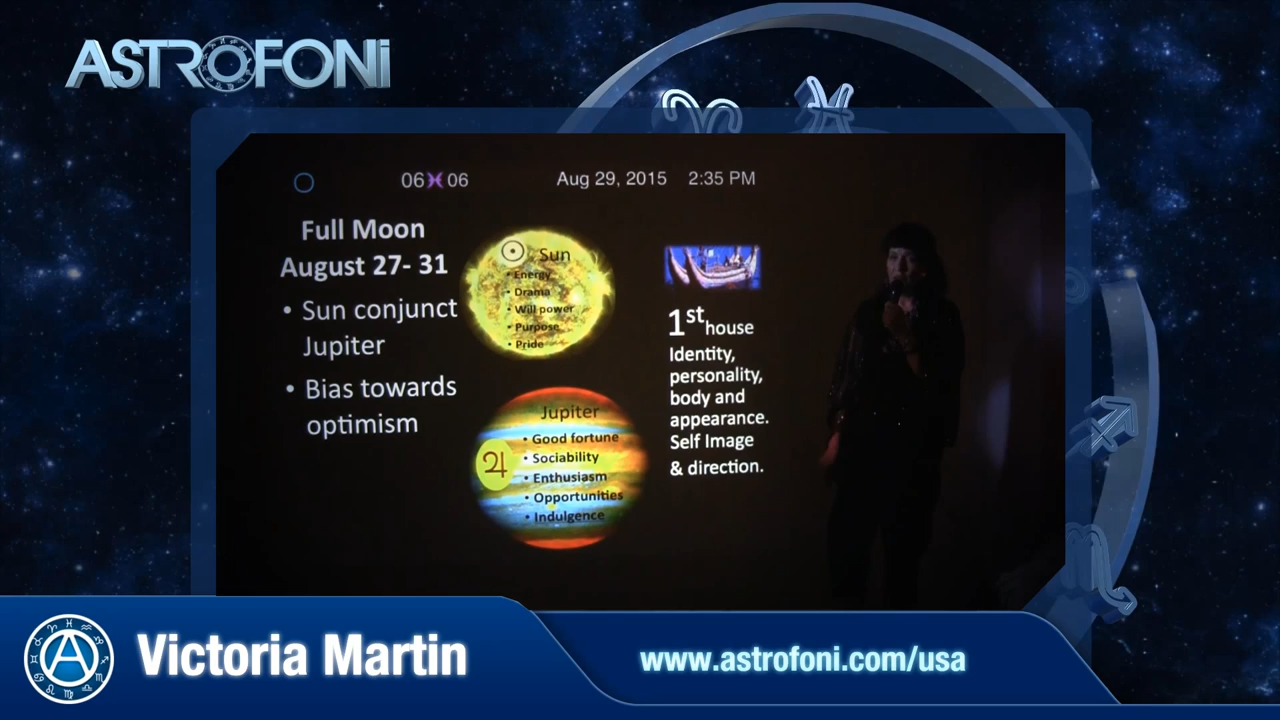 ASTROFONi
06♓06
Aug 29, 2015 2:35 PM
Full Moon
August 27- 31
• Sun conjunct
Jupiter
• Bias towards
optimism
Sun
• Energy
• Drama
• Will power
• Purpose
• Pride
Jupiter
• Good fortune
• Sociability
• Enthusiasm
• Opportunities
• Indulgence
1st house
Identity,
personality,
body and
appearance.
Self Image
& direction.
Victoria Martin
www.astrofoni.com/usa